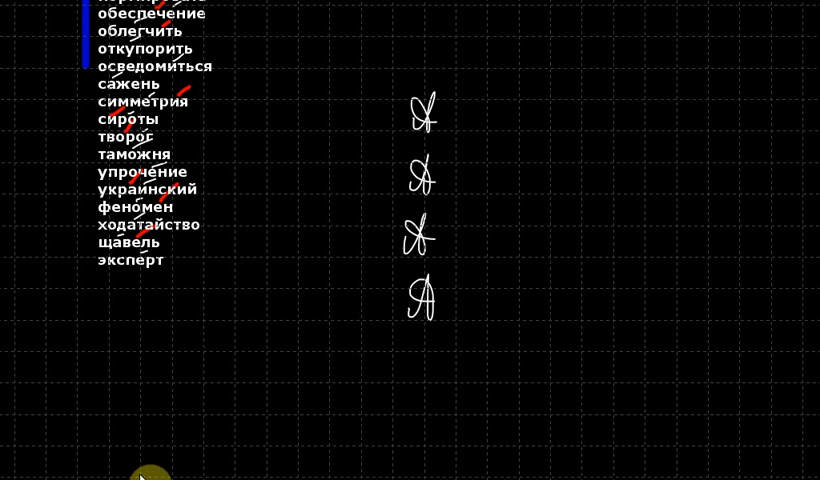 обеспечение
облегчить
откупорить
осведомиться
сажень
симметрия
сироты
творог
таможня
упрочение
украинский
феномен
ходатайство
щавель
эксперт
А
А
А
А